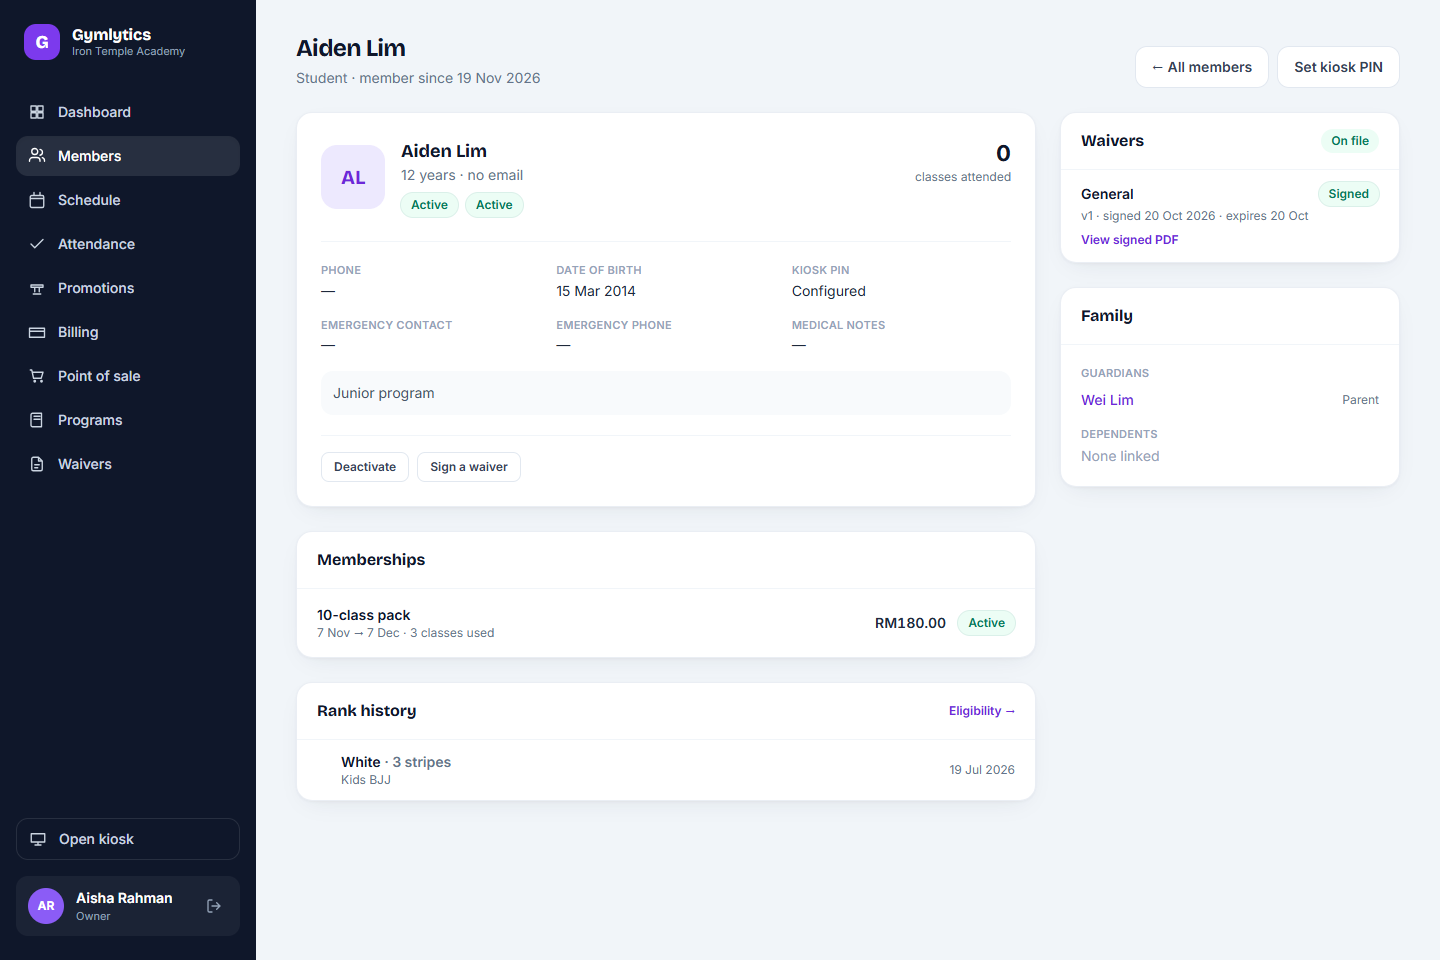 G
Gymlytics
Iron Temple Academy
Dashboard
Members
Schedule
Attendance
Promotions
Billing
Point of sale
Programs
Waivers
Open kiosk
AR
Aisha Rahman
Owner
Aiden Lim
Student · member since 19 Nov 2026
← All members
Set kiosk PIN
AL
Aiden Lim
12 years · no email
Active
Active
0
classes attended
PHONE
—
DATE OF BIRTH
15 Mar 2014
KIOSK PIN
Configured
EMERGENCY CONTACT
—
EMERGENCY PHONE
—
MEDICAL NOTES
—
Junior program
Deactivate
Sign a waiver
Memberships
10-class pack
7 Nov → 7 Dec · 3 classes used
RM180.00
Active
Rank history
Eligibility →
White · 3 stripes
Kids BJJ
19 Jul 2026
Waivers
On file
General
Signed
v1 · signed 20 Oct 2026 · expires 20 Oct
View signed PDF
Family
GUARDIANS
Wei Lim
Parent
DEPENDENTS
None linked